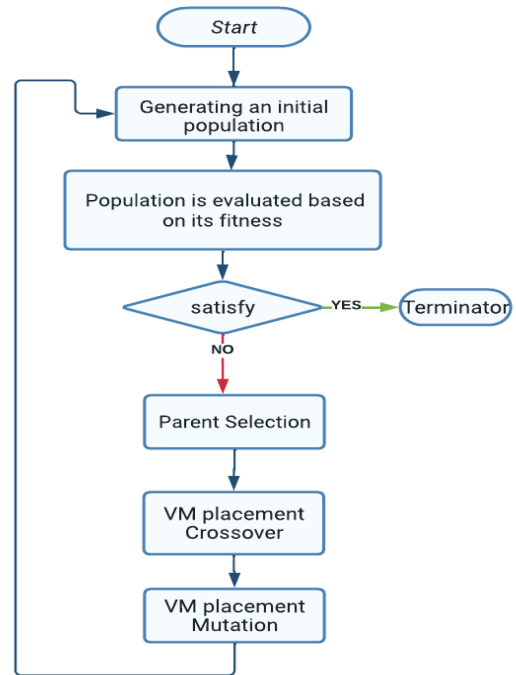 Start
Generating an initial
population
Population is evaluated based
on its fitness
satisfy
YES
Terminator
NO
Parent Selection
VM placement
Crossover
VM placement
Mutation